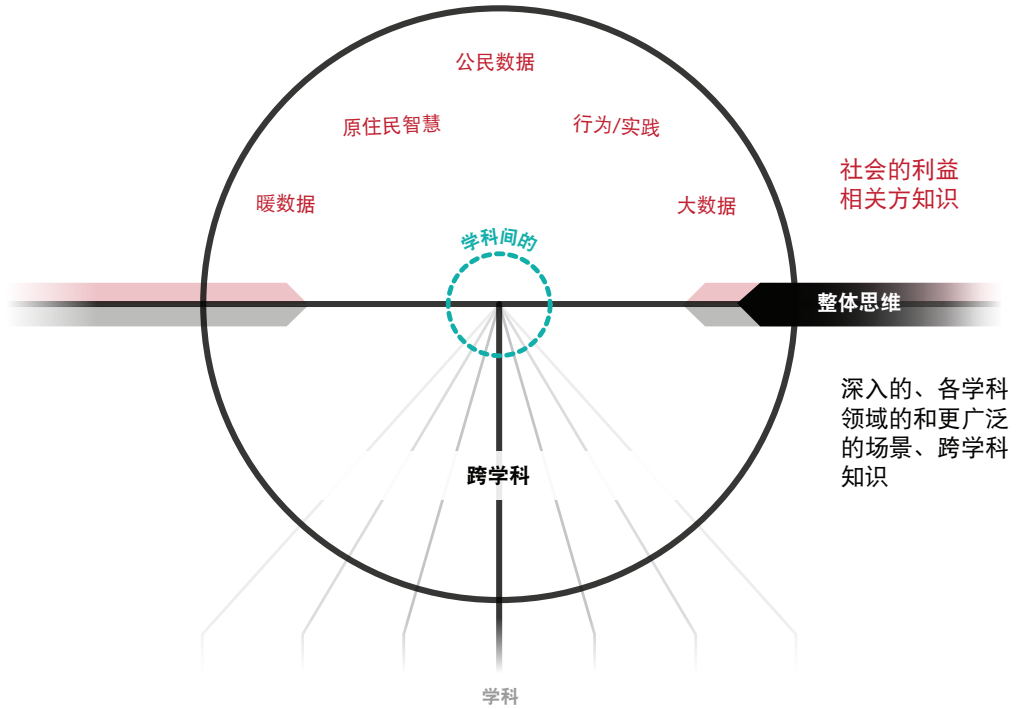 公民数据
原住民智慧
行为/实践
社会的利益
相关方知识
暖数据
大数据
学科间的
整体思维
深入的、各学科
领域的和更广泛
的场景、跨学科
知识
跨学科
学科